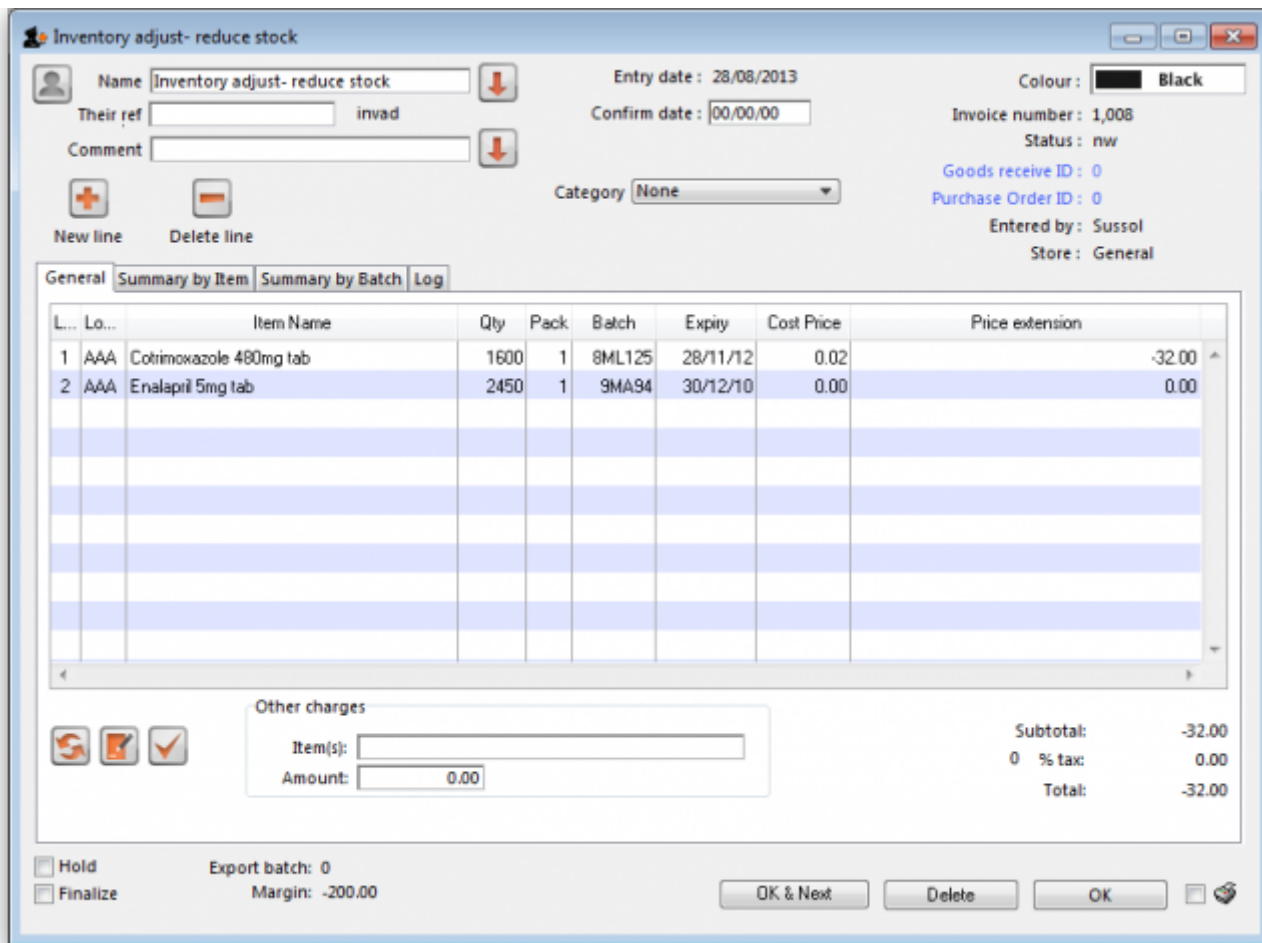 Inventory adjust- reduce stock
Name Inventory adjust- reduce stock Entry date : 28/08/2013 Colour : Black
Their ref invad Confirm date : 00/00/00 Invoice number : 1,008
Status : nw
Comment
Goods receive ID : 0
Category None Purchase Order ID : 0
Entered by : Sussol
New line Delete line
Store : General
General Summary by Item Summary by Batch Log
L... Lo... Item Name Qty Pack Batch Expiry Cost Price Price extension
1 AAA Cotrimoxazole 480mg tab 1600 1 8ML125 28/11/12 0.02 -32.00
2 AAA Enalapril 5mg tab 2450 1 9MA94 30/12/10 0.00 0.00
Other charges
Subtotal: -32.00
Item(s):
0 % tax: 0.00
Amount: 0.00
Total: -32.00
Hold Export batch: 0
Finalize Margin: -200.00 OK & Next Delete OK